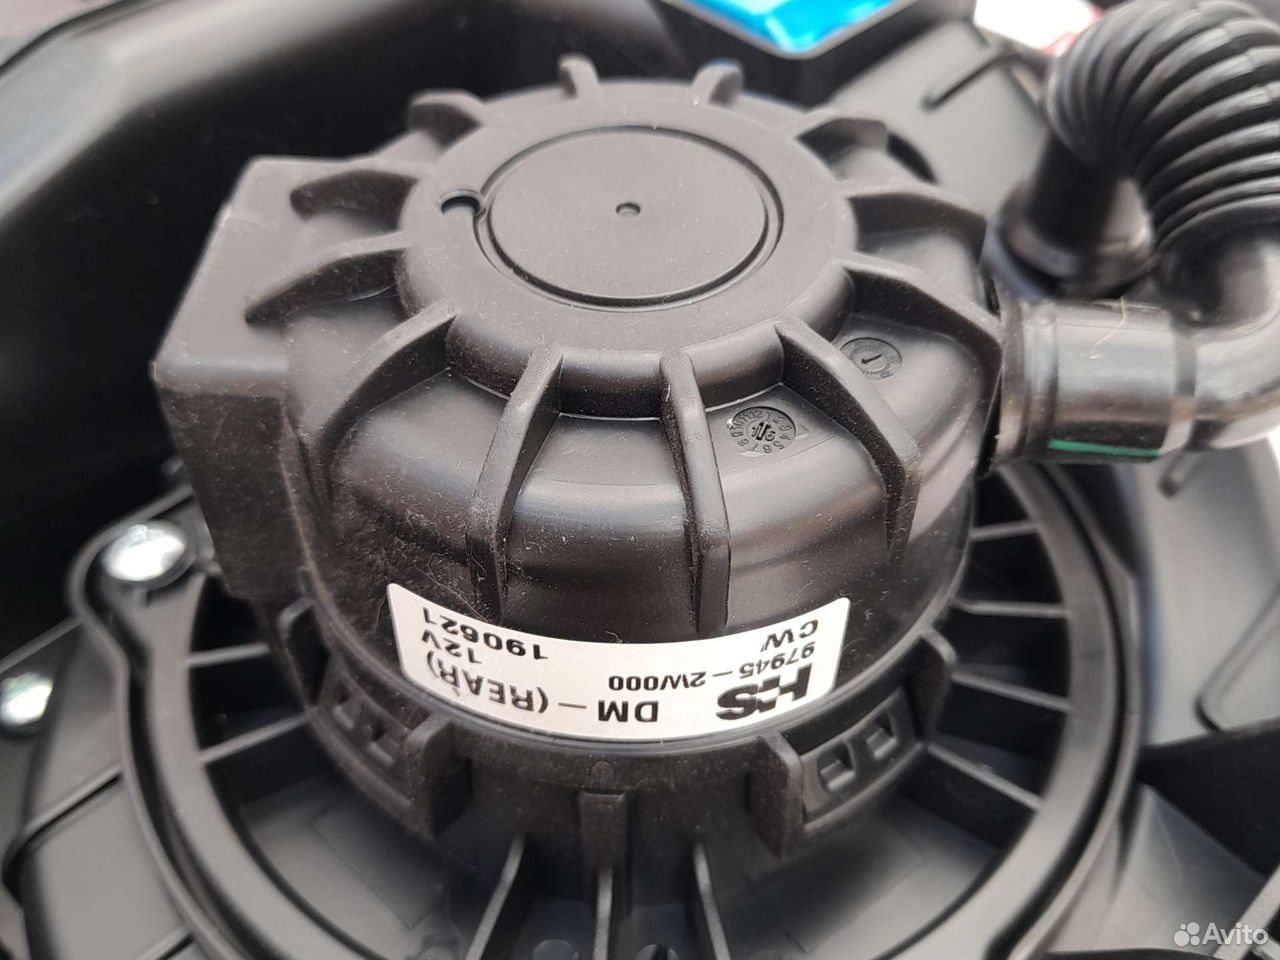 HS DM - (REAR)
97945-2W000 12V
CW 190621
Avito